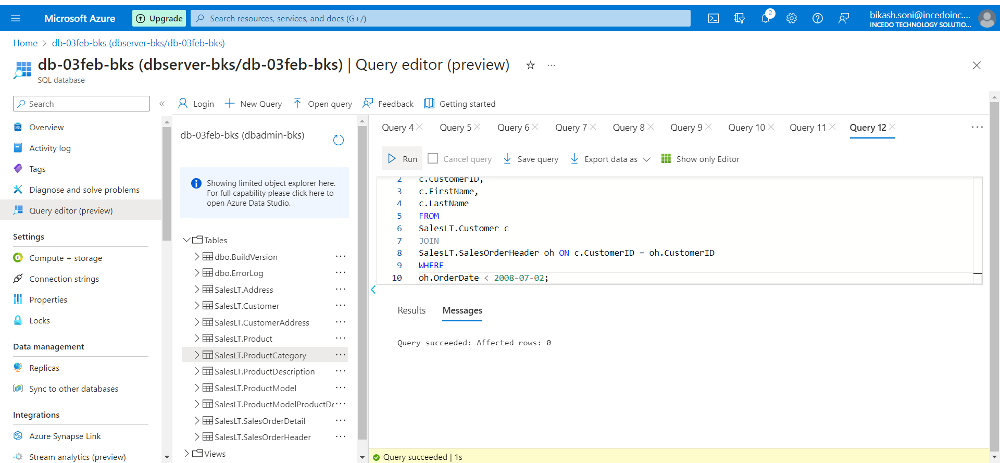 Microsoft Azure
Upgrade
Search resources, services, and docs (G+/)
2
bikash.soni@incedoinc....
INCEDO TECHNOLOGY SOLUTIO...
Home > db-03feb-bks (dbserver-bks/db-03feb-bks)
db-03feb-bks (dbserver-bks/db-03feb-bks) | Query editor (preview)
SQL database
Search
Overview
Activity log
Tags
Diagnose and solve problems
Query editor (preview)
Settings
Compute + storage
Connection strings
Properties
Locks
Data management
Replicas
Sync to other databases
Integrations
Azure Synapse Link
Stream analytics (preview)
Login
New Query
Open query
Feedback
Getting started
db-03feb-bks (dbadmin-bks)
Showing limited object explorer here.
For full capability please click here to
open Azure Data Studio.
Tables
dbo.BuildVersion
dbo.ErrorLog
SalesLT.Address
SalesLT.Customer
SalesLT.CustomerAddress
SalesLT.Product
SalesLT.ProductCategory
SalesLT.ProductDescription
SalesLT.ProductModel
SalesLT.ProductModelProductDe
SalesLT.SalesOrderDetail
SalesLT.SalesOrderHeader
Views
Query 4
Query 5
Query 6
Query 7
Query 8
Query 9
Query 10
Query 11
Query 12
Run
Cancel query
Save query
Export data as
Show only Editor
2 c.CustomerID,
3 c.FirstName,
4 c.LastName
5 FROM
6 SalesLT.Customer c
7 JOIN
8 SalesLT.SalesOrderHeader oh ON c.CustomerID = oh.CustomerID
9 WHERE
10 oh.OrderDate < 2008-07-02;
Results
Messages
Query succeeded: Affected rows: 0
Query succeeded | 1s